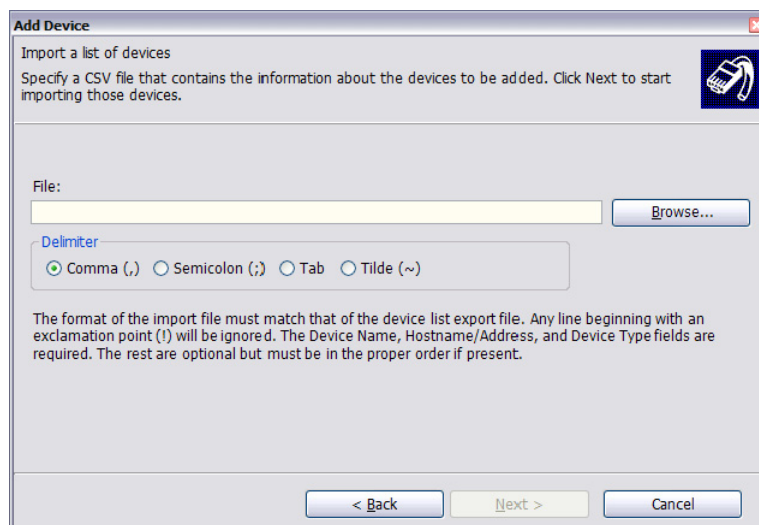 Add Device
Import a list of devices
Specify a CSV file that contains the information about the devices to be added. Click Next to start
importing those devices.
File:
Browse...
Delimiter
Comma (,) Semicolon (;) Tab Tilde (~)
The format of the import file must match that of the device list export file. Any line beginning with an
exclamation point (!) will be ignored. The Device Name, Hostname/Address, and Device Type fields are
required. The rest are optional but must be in the proper order if present.
< Back Next > Cancel